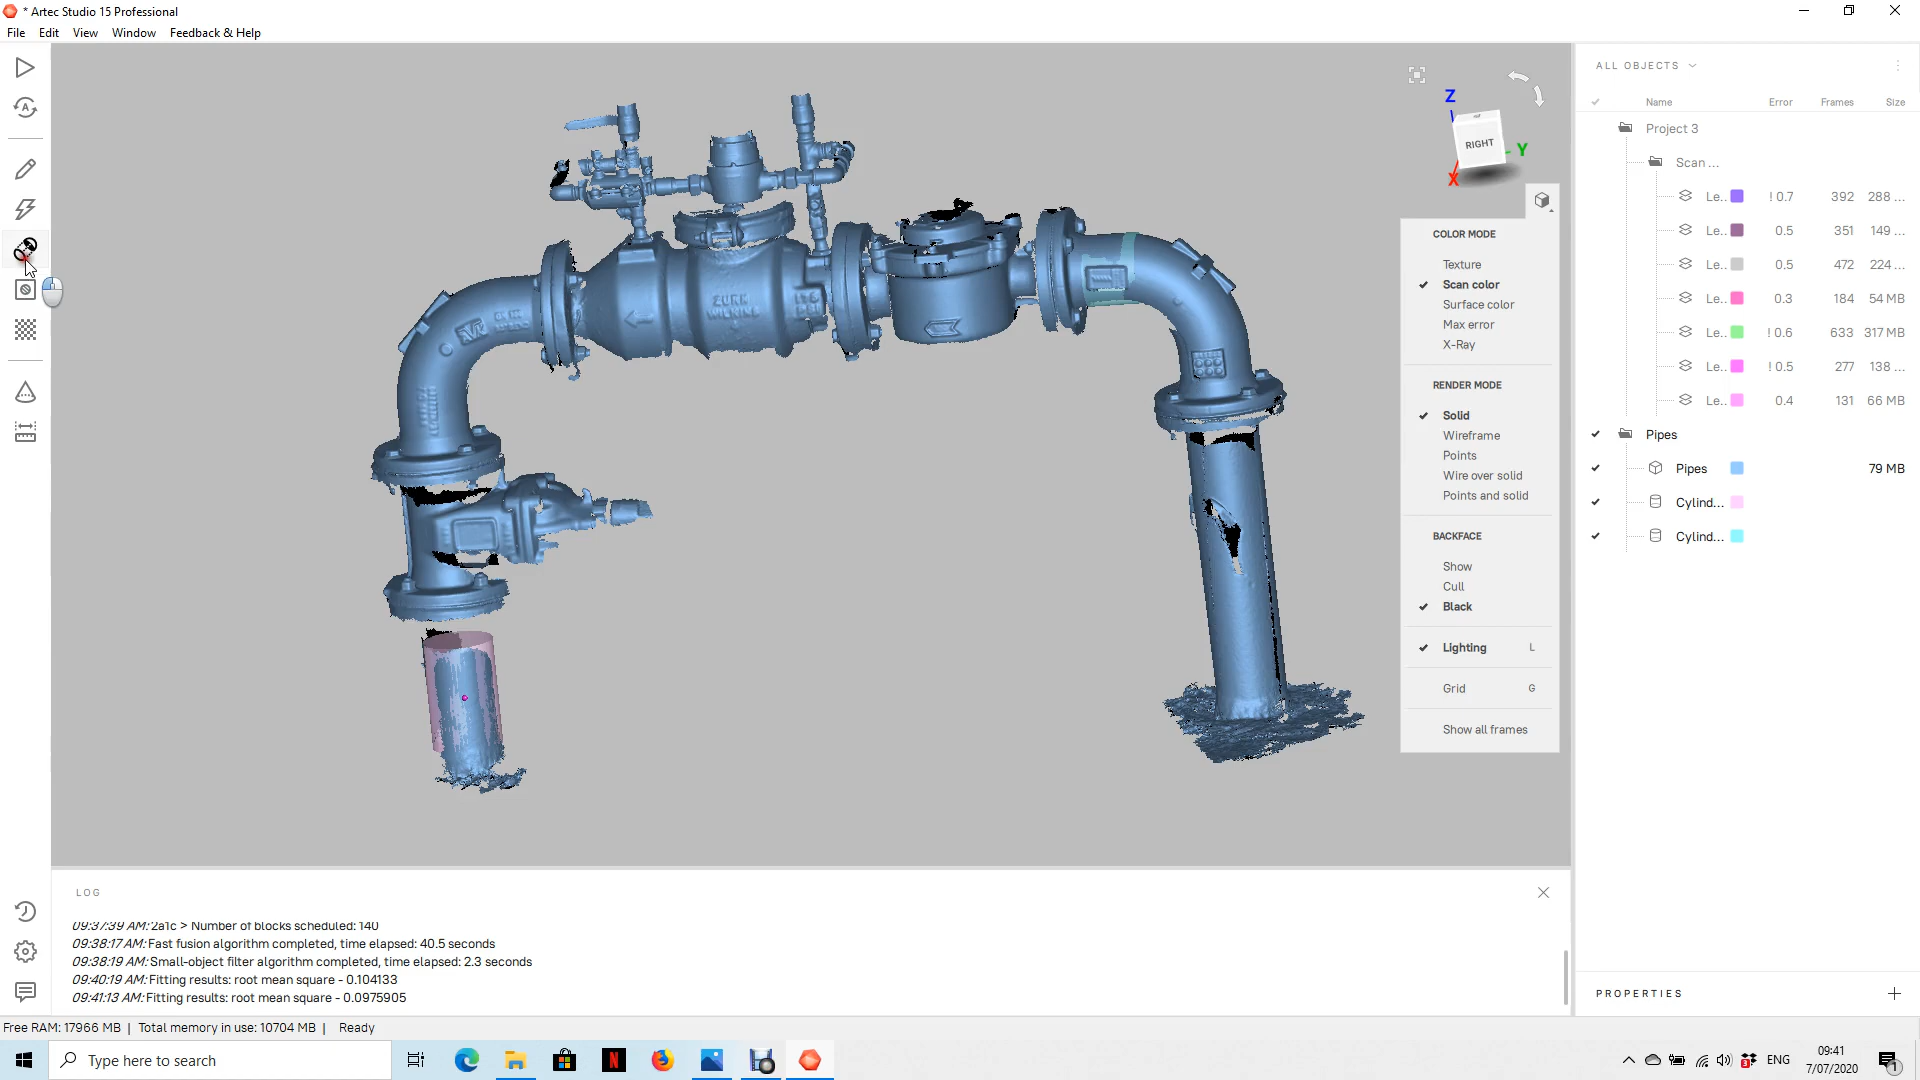 * Artec Studio 15 Professional
File Edit View Window Feedback & Help
ALL OBJECTS
Name Error Frames Size
Project 3
Scan ...
Le.. ! 0.7 392 288 ...
Le.. 0.5 351 149 ...
Le.. 0.5 472 224 ...
Le.. 0.3 184 54 MB
Le.. ! 0.6 633 317 MB
Le.. ! 0.5 277 138 ...
Le.. 0.4 131 66 MB
Pipes
Pipes 79 MB
Cylind...
Cylind...
Z
RIGHT
Y
X
COLOR MODE
Texture
Scan color
Surface color
Max error
X-Ray
RENDER MODE
Solid
Wireframe
Points
Wire over solid
Points and solid
BACKFACE
Show
Cull
Black
Lighting L
Grid G
Show all frames
ZURN
WILKINS
LOG
09:37:39 AM: 2a1c > Number of blocks scheduled: 140
09:38:17 AM: Fast fusion algorithm completed, time elapsed: 40.5 seconds
09:38:19 AM: Small-object filter algorithm completed, time elapsed: 2.3 seconds
09:40:19 AM: Fitting results: root mean square - 0.104133
09:41:13 AM: Fitting results: root mean square - 0.0975905
PROPERTIES
Free RAM: 17966 MB | Total memory in use: 10704 MB | Ready
Type here to search
N
3
ENG
09:41
7/07/2020
1